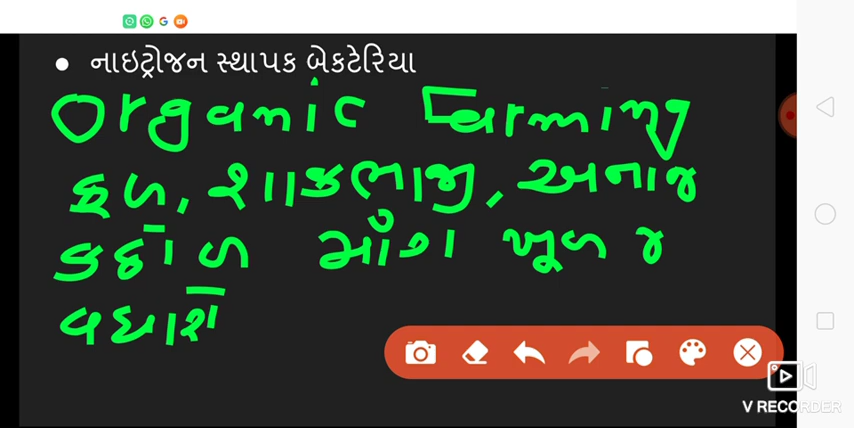 નાઇટ્રોજન સ્થાપક બેકટેરિયા
Organic Farming
ફળ, શાકભાજી, અનાજ
કઠોળ માઁગ ખૂબ જ
વધારે
V RECORDER